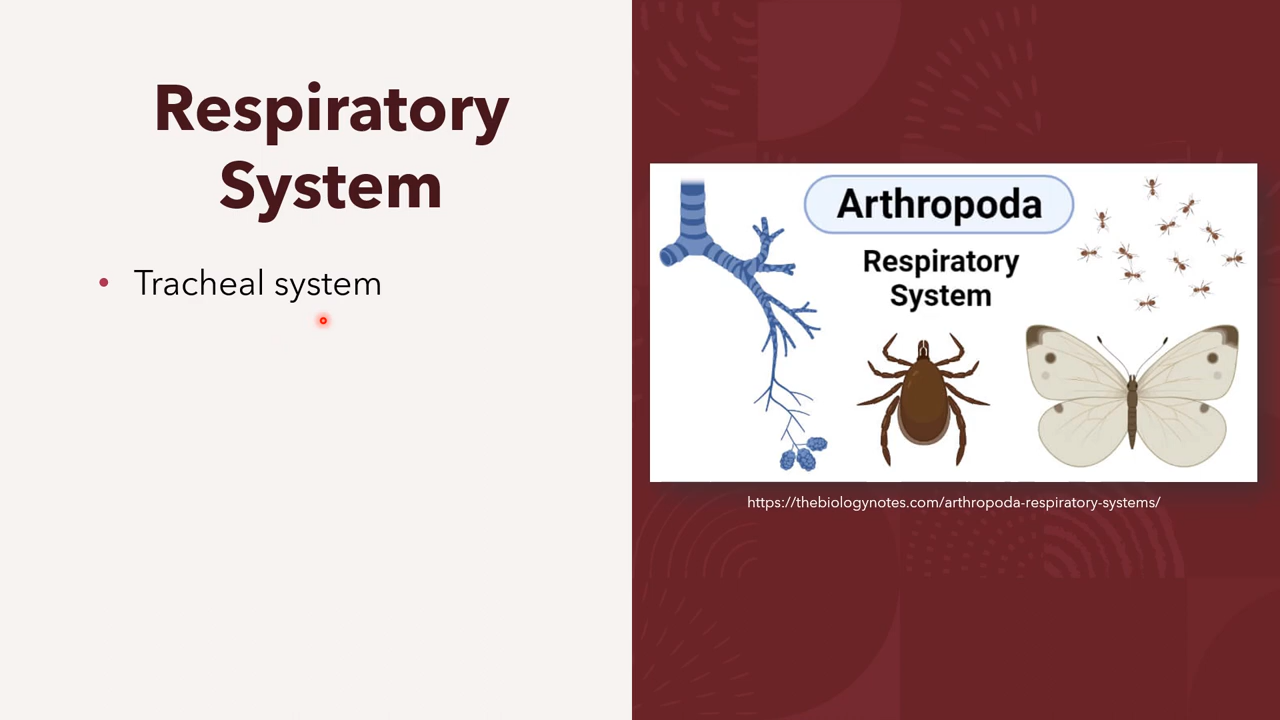 Respiratory
System
• Tracheal system
Arthropoda
Respiratory
System
https://thebiologynotes.com/arthropoda-respiratory-systems/